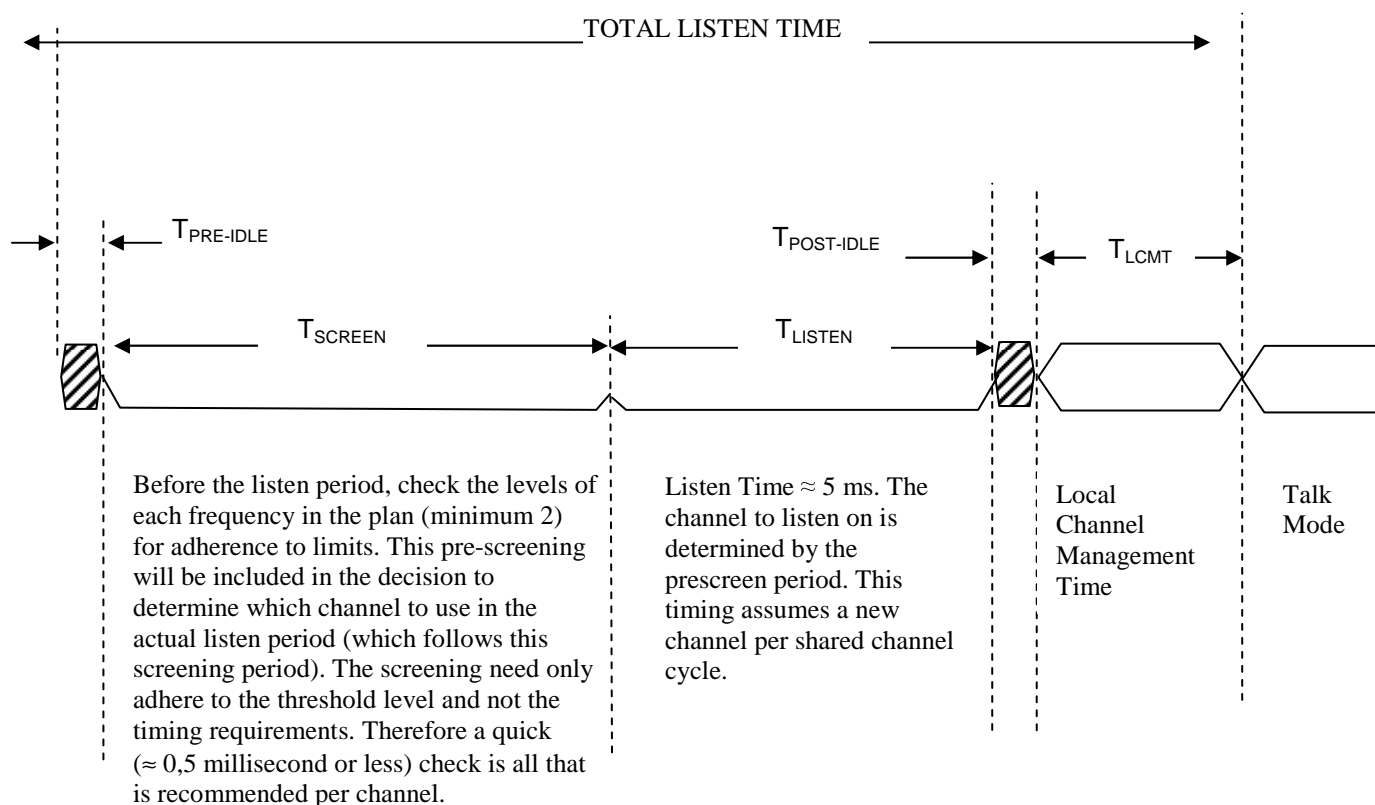 TOTAL LISTEN TIME
T PRE-IDLE
T POST-IDLE
T LCMT
T SCREEN
T LISTEN
Before the listen period, check the levels of
each frequency in the plan (minimum 2)
for adherence to limits. This pre-screening
will be included in the decision to
determine which channel to use in the
actual listen period (which follows this
screening period). The screening need only
adhere to the threshold level and not the
timing requirements. Therefore a quick
(≈ 0,5 millisecond or less) check is all that
is recommended per channel.
Listen Time ≈ 5 ms. The
channel to listen on is
determined by the
prescreen period. This
timing assumes a new
channel per shared channel
cycle.
Local
Channel
Management
Time
Talk
Mode